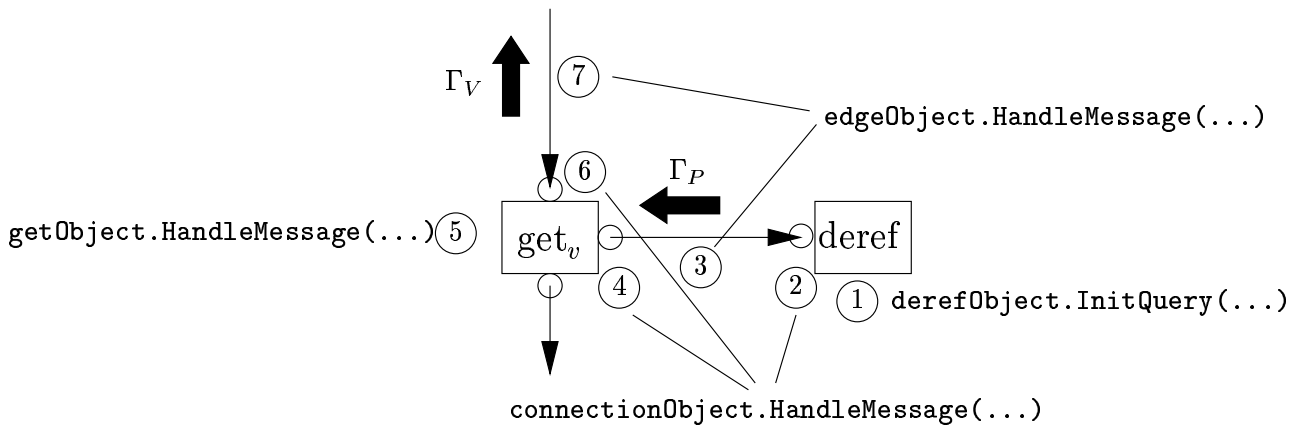 7
Γ_V
edgeObject.HandleMessage(...)
6
Γ_P
getObject.HandleMessage(...) 5
get_v
deref
3
4
2
1 derefObject.InitQuery(...)
connectionObject.HandleMessage(...)